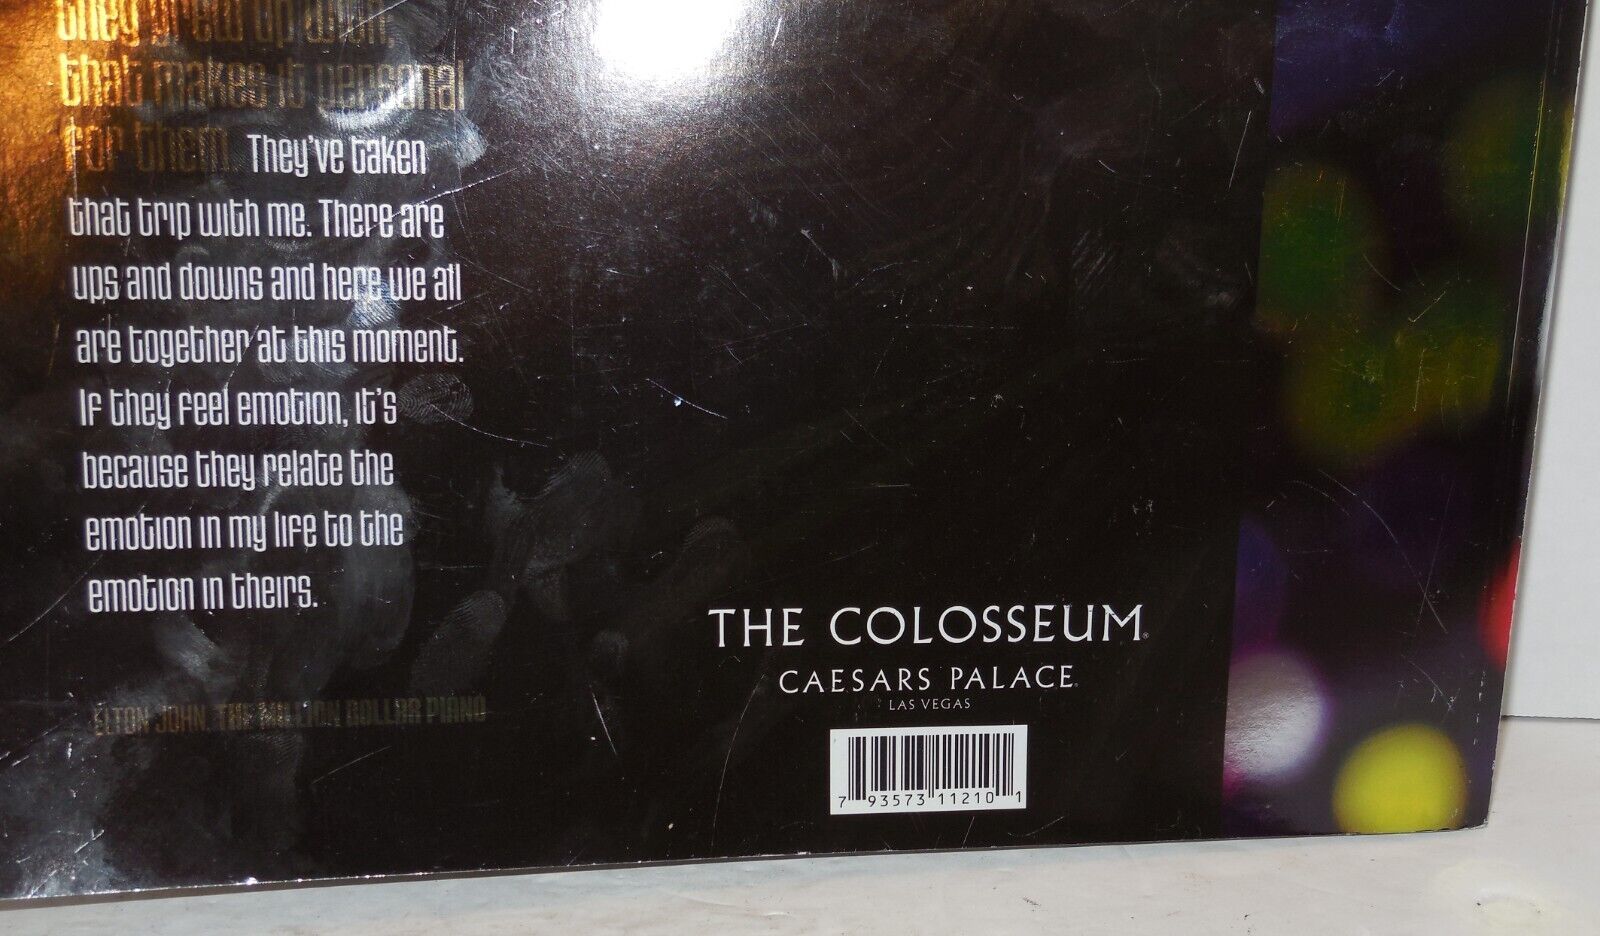 they grew up with,
that makes it personal
for them. They've taken
that trip with me. There are
ups and downs and here we all
are together at this moment.
If they feel emotion, it's
because they relate the
emotion in my life to the
emotion in theirs.
ELTON JOHN, THE MILLION DOLLAR PIANO
THE COLOSSEUM®
CAESARS PALACE®
LAS VEGAS
7 93573 11210 1